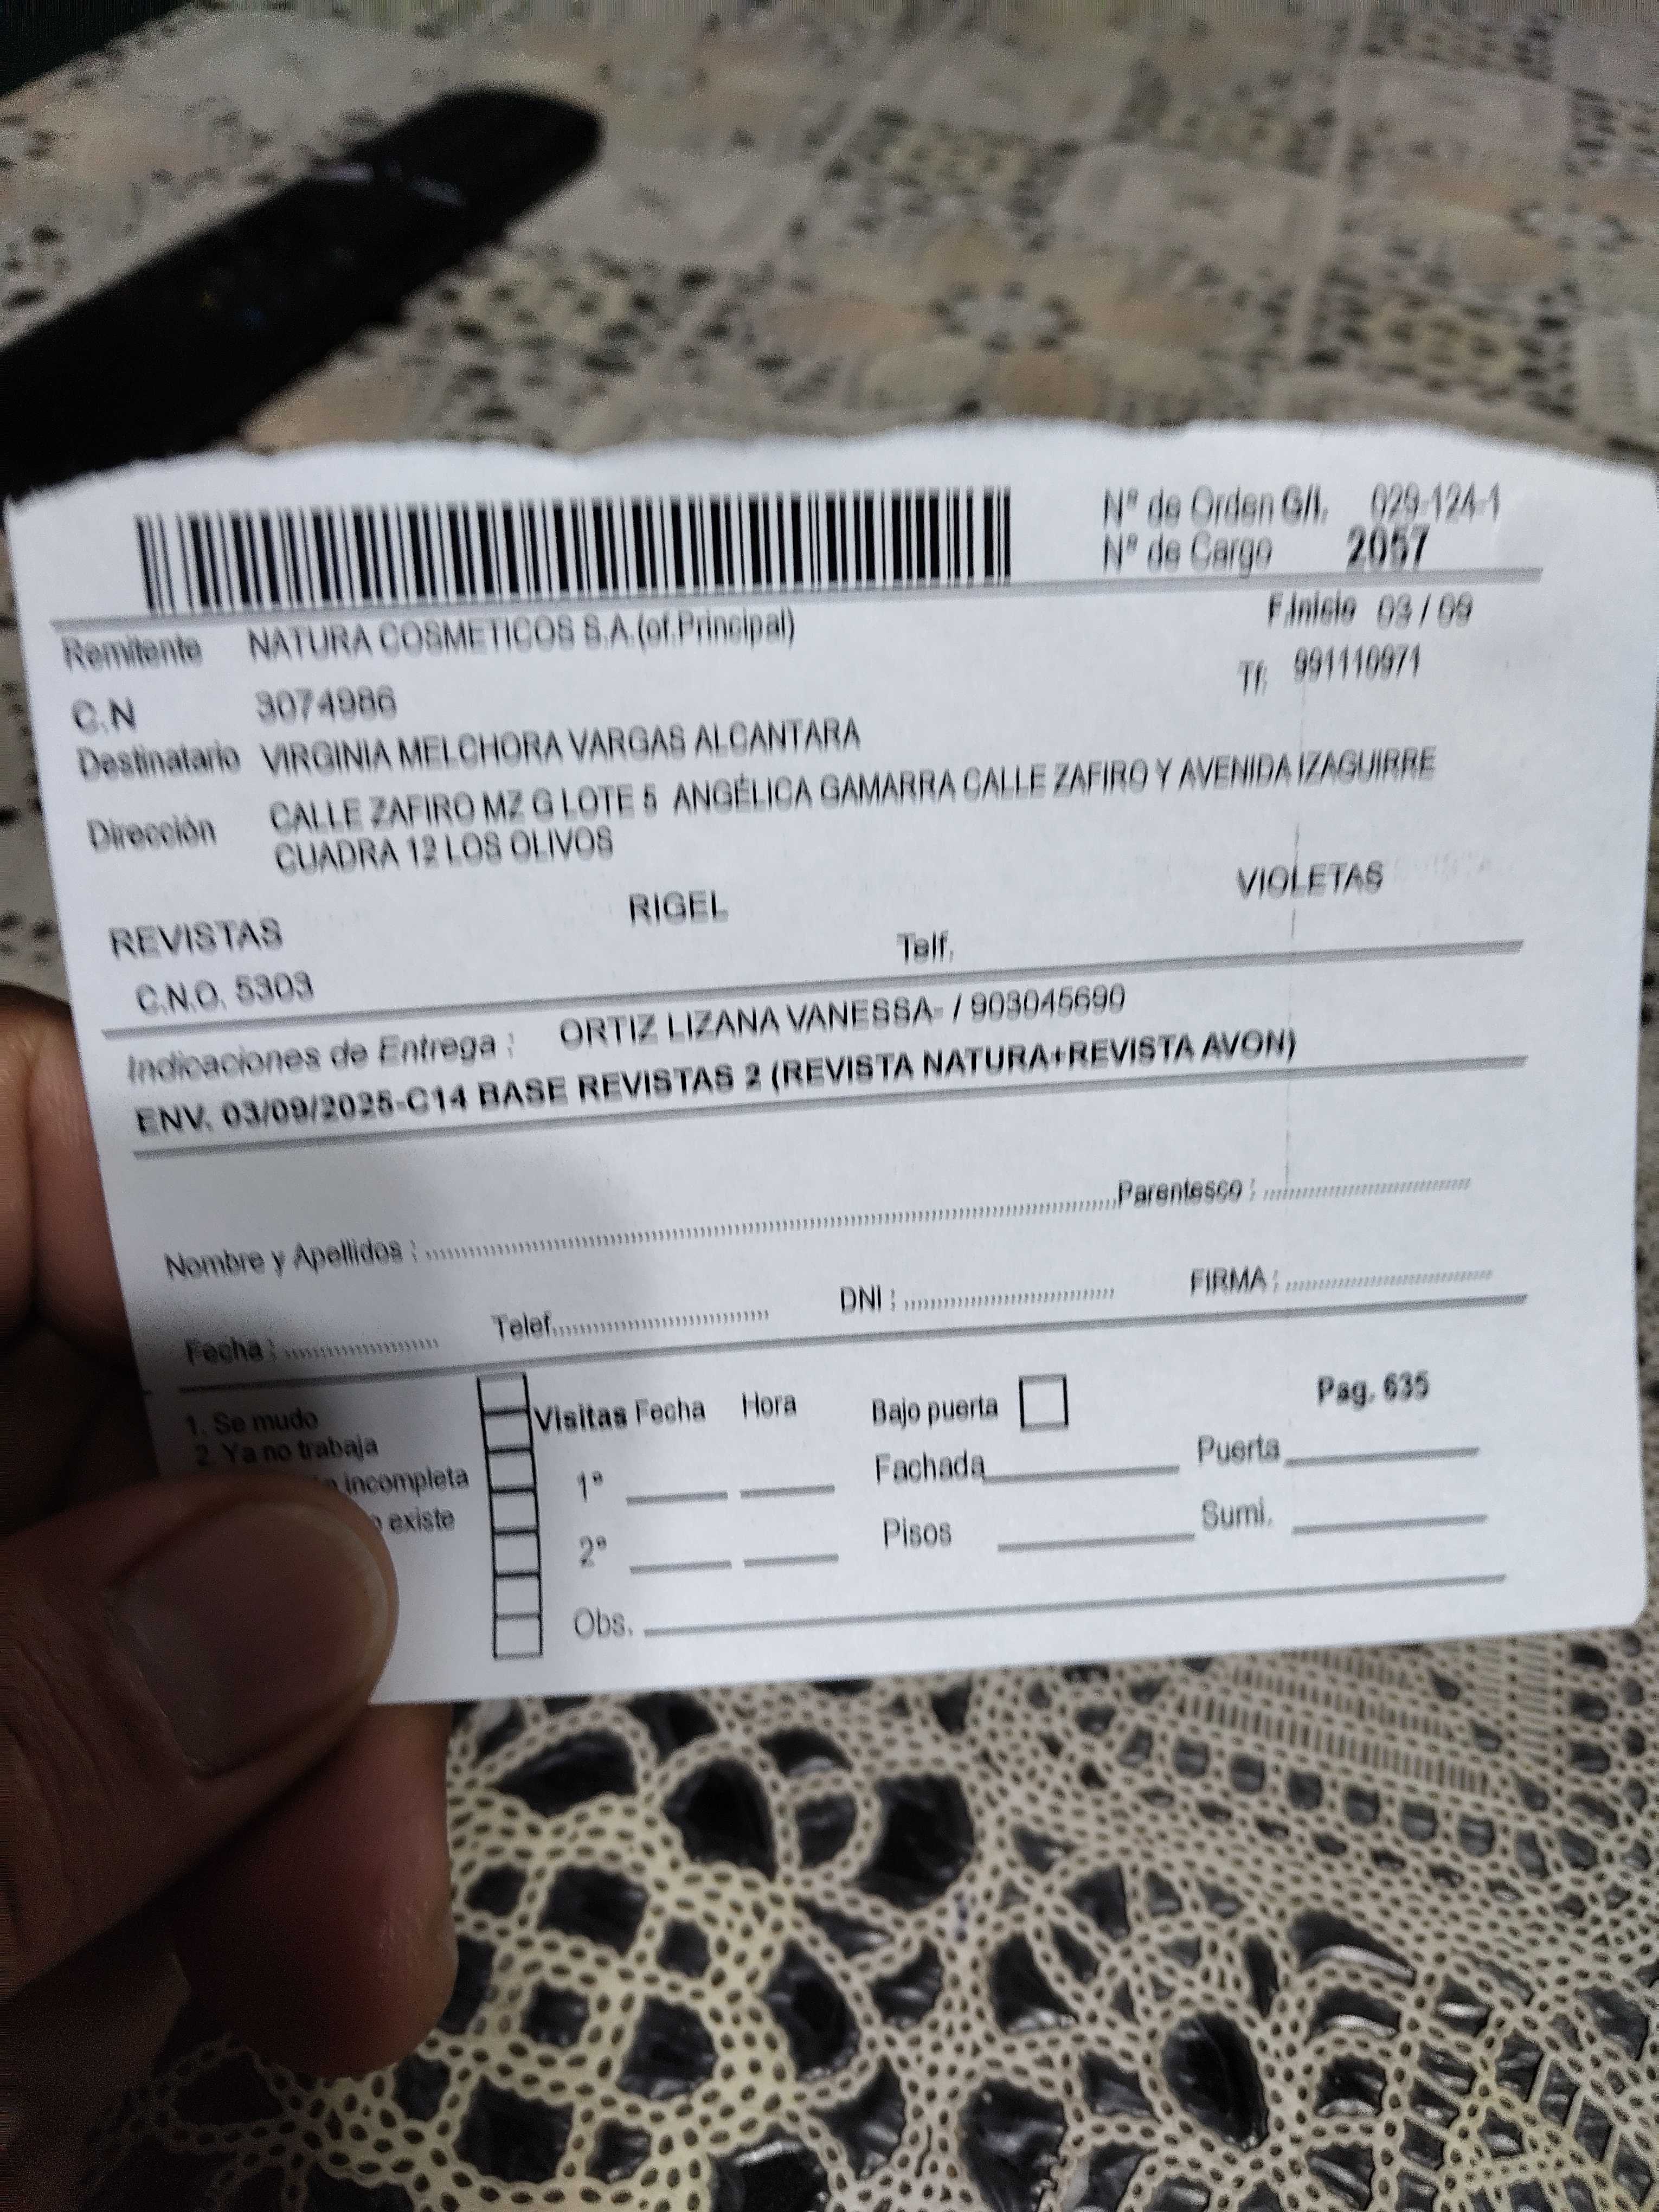 Nº de Orden G/I. 029-124-1
Nº de Cargo 2057
F.Inicio 03 / 09
Remitente NATURA COSMETICOS S.A.(of.Principal)
Tf: 991110971
C.N 3074986
Destinatario VIRGINIA MELCHORA VARGAS ALCANTARA
Dirección CALLE ZAFIRO MZ G LOTE 5 ANGÉLICA GAMARRA CALLE ZAFIRO Y AVENIDA IZAGUIRRE
CUADRA 12 LOS OLIVOS
REVISTAS RIGEL VIOLETAS
C.N.O. 5303 Telf.
Indicaciones de Entrega : ORTIZ LIZANA VANESSA- / 903045690
ENV. 03/09/2025-C14 BASE REVISTAS 2 (REVISTA NATURA+REVISTA AVON)
Nombre y Apellidos : Parentesco :
Fecha : Telef. DNI : FIRMA :
1. Se mudo Visitas Fecha Hora Bajo puerta Pag. 635
2. Ya no trabaja
incompleta 1º Fachada Puerta
existe 2º Pisos Sumi.
Obs.